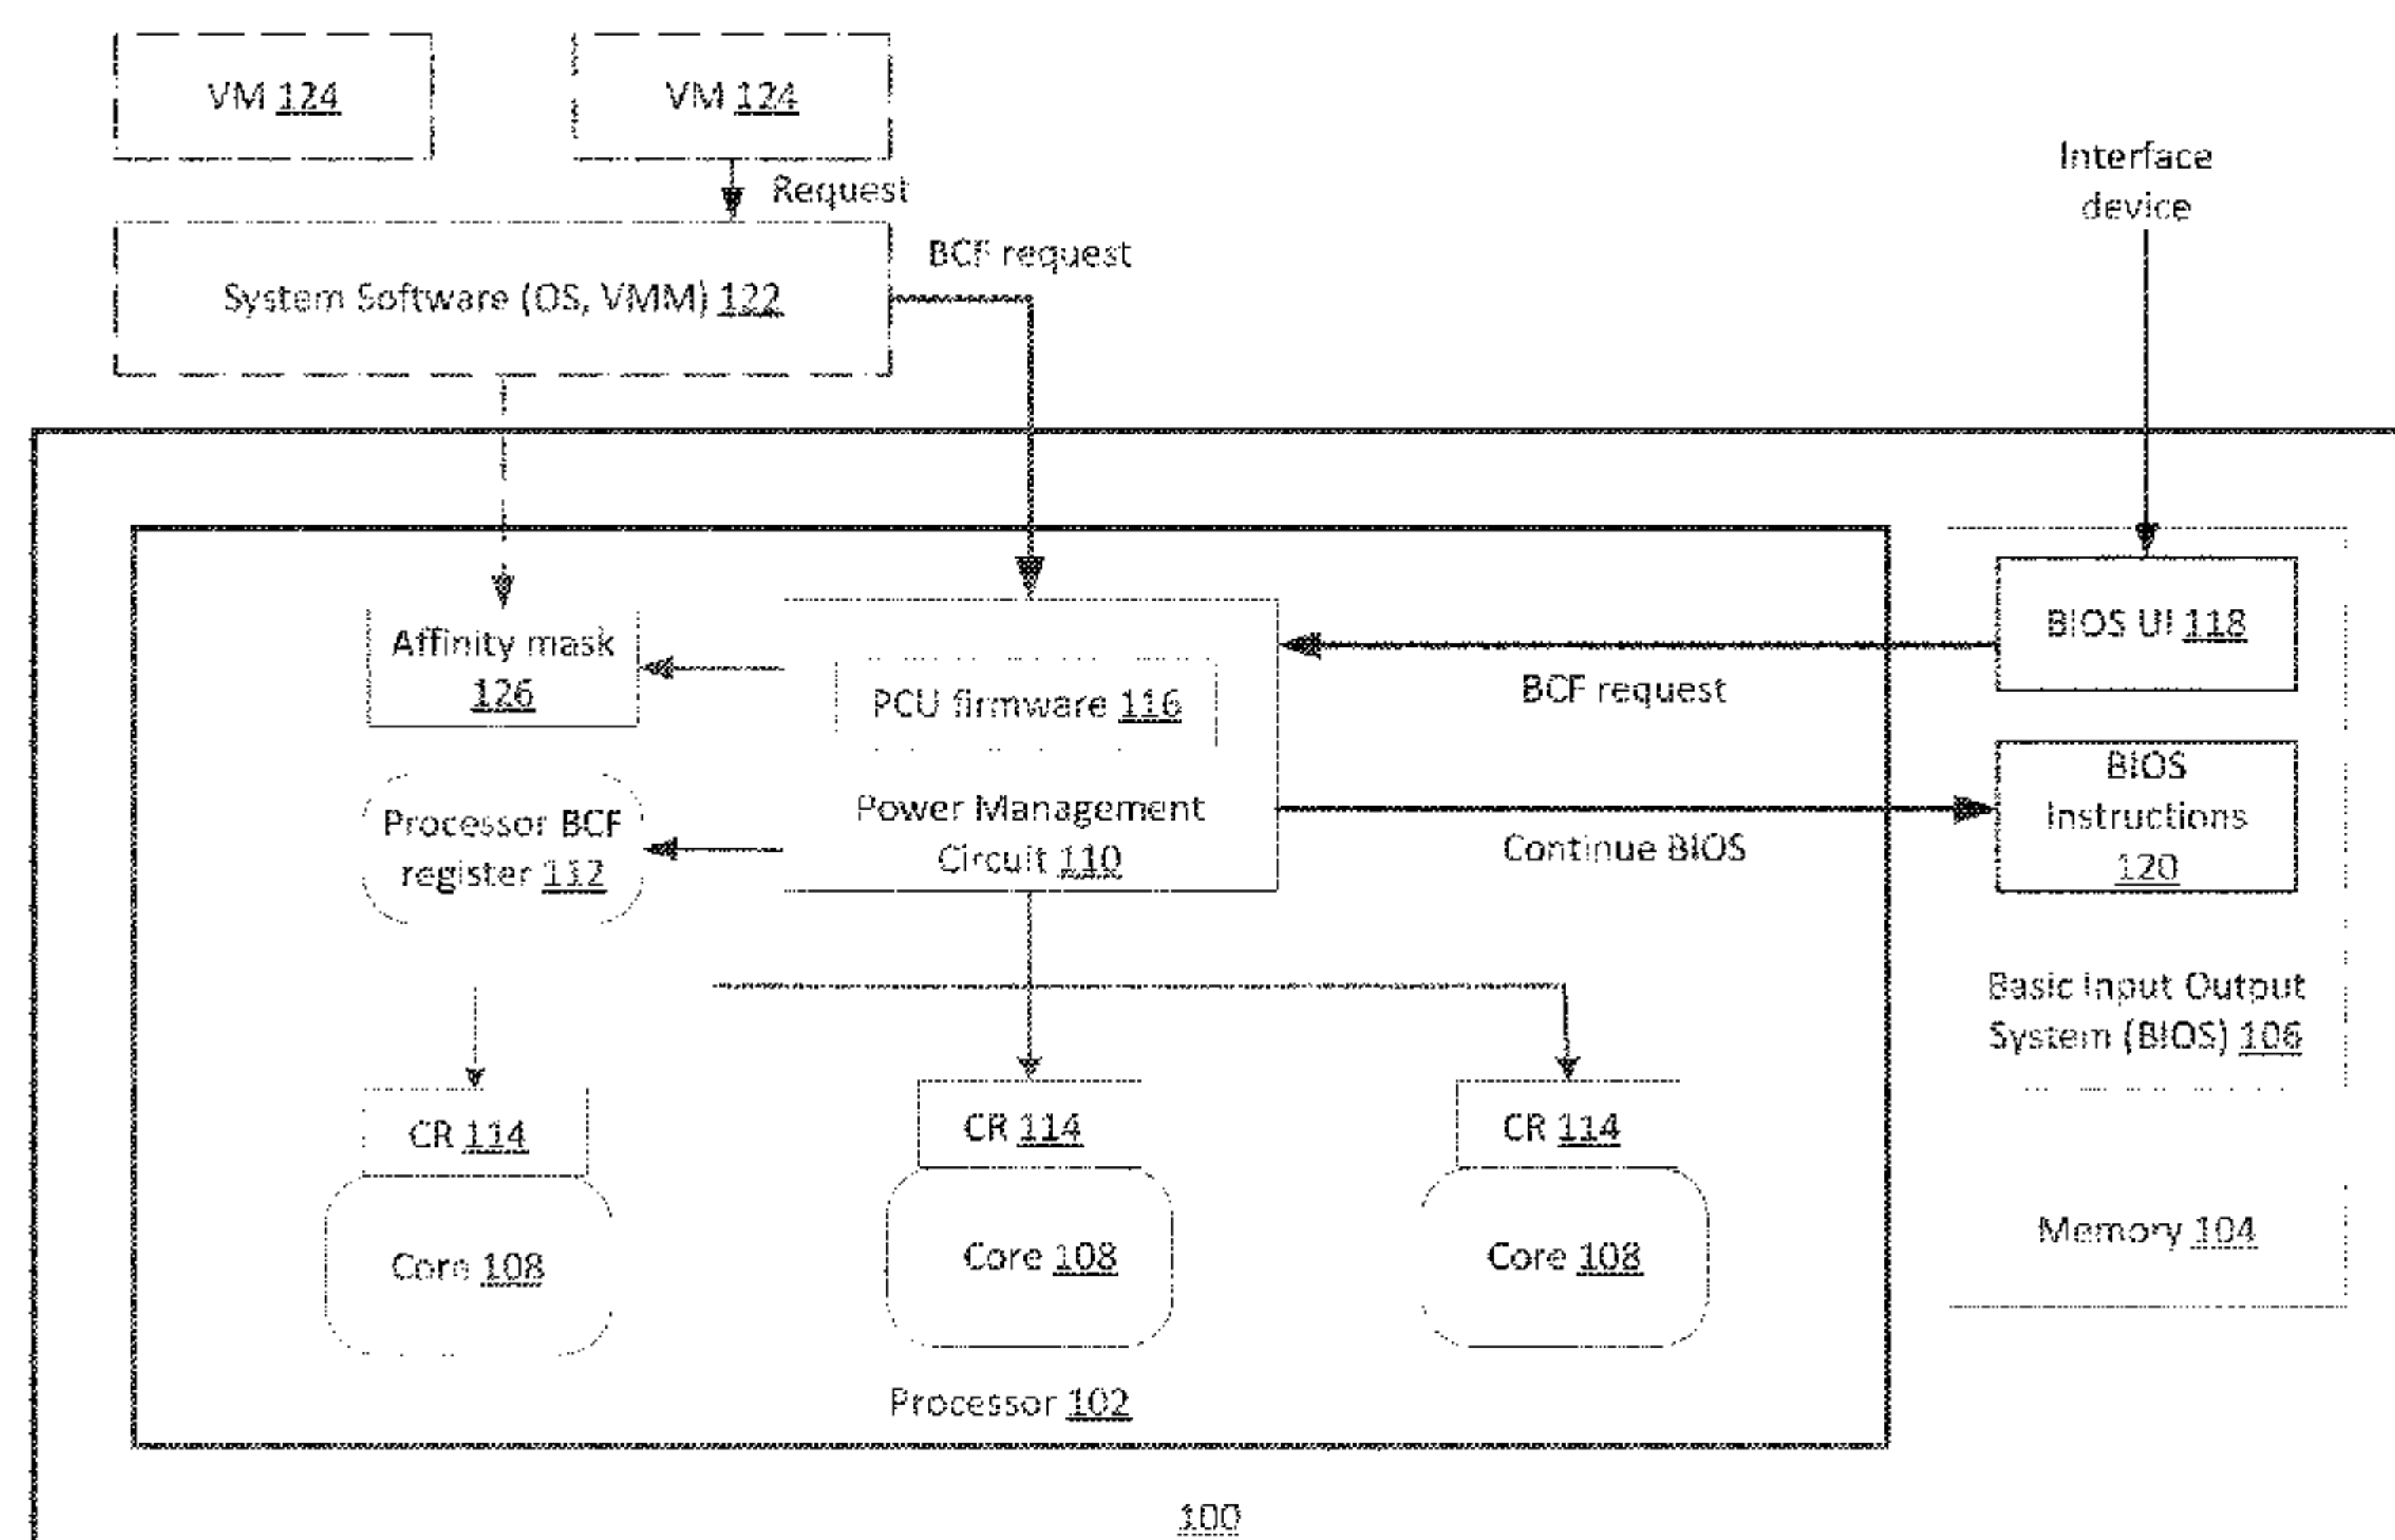 VM 124
VM 124
Request
Interface
device
BCF request
System Software (OS, VMM) 122
Affinity mask
126
PCU firmware 116
Power Management
Circuit 110
Processor BCF
register 112
BIOS UI 118
BCF request
BIOS
Instructions
120
Continue BIOS
Basic Input Output
System (BIOS) 106
CR 114
CR 114
CR 114
Core 108
Core 108
Core 108
Memory 104
Processor 102
100